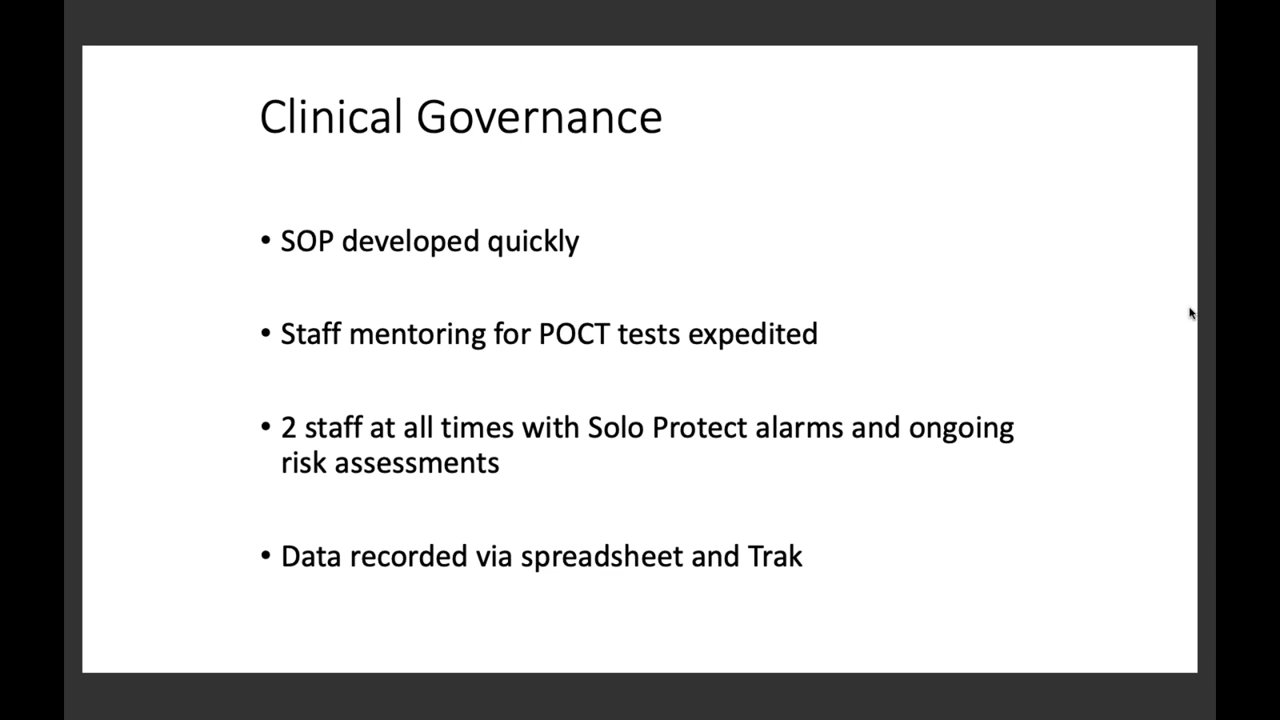 Clinical Governance
• SOP developed quickly
• Staff mentoring for POCT tests expedited
• 2 staff at all times with Solo Protect alarms and ongoing
risk assessments
• Data recorded via spreadsheet and Trak